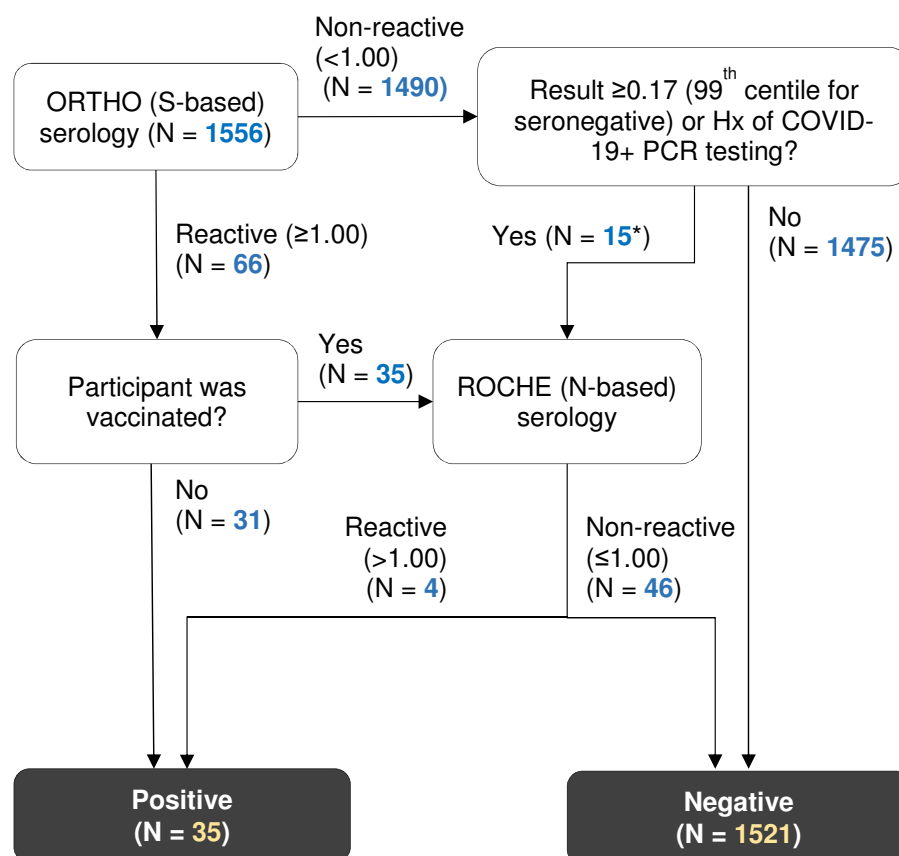 ORTHO (S-based)
serology (N = 1556)
Non-reactive
(<1.00)
(N = 1490)
Result ≥0.17 (99th centile for
seronegative) or Hx of COVID-
19+ PCR testing?
Reactive (≥1.00)
(N = 66)
Yes (N = 15*)
No
(N = 1475)
Participant was
vaccinated?
Yes
(N = 35)
ROCHE (N-based)
serology
No
(N = 31)
Reactive
(>1.00)
(N = 4)
Non-reactive
(≤1.00)
(N = 46)
Positive
(N = 35)
Negative
(N = 1521)